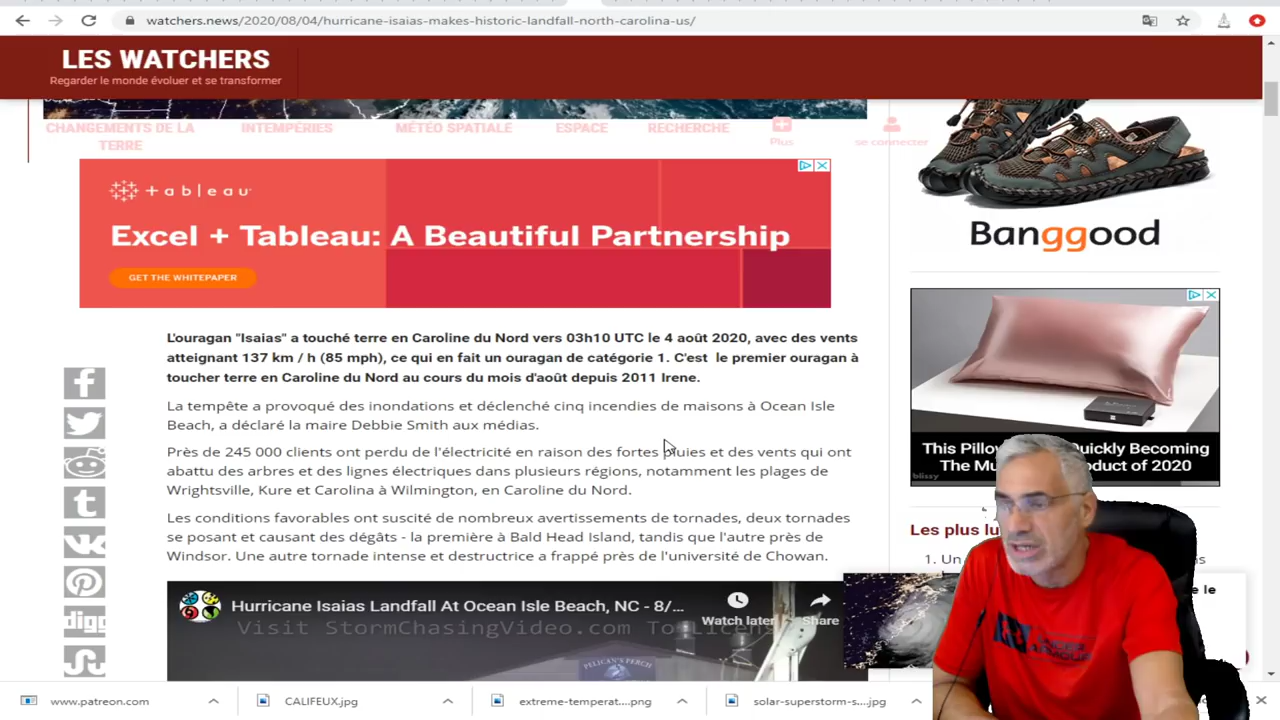 watchers.news/2020/08/04/hurricane-isaias-makes-historic-landfall-north-carolina-us/
LES WATCHERS
Regarder le monde évoluer et se transformer
CHANGEMENTS DE LA TERRE
INTEMPÉRIES
MÉTÉO SPATIALE
ESPACE
RECHERCHE
Plus
se connecter
+ableau
Excel + Tableau: A Beautiful Partnership
GET THE WHITEPAPER
Banggood
L'ouragan "Isaias" a touché terre en Caroline du Nord vers 03h10 UTC le 4 août 2020, avec des vents
atteignant 137 km / h (85 mph), ce qui en fait un ouragan de catégorie 1. C'est le premier ouragan à
toucher terre en Caroline du Nord au cours du mois d'août depuis 2011 Irene.
La tempête a provoqué des inondations et déclenché cinq incendies de maisons à Ocean Isle
Beach, a déclaré la maire Debbie Smith aux médias.
Près de 245 000 clients ont perdu de l'électricité en raison des fortes pluies et des vents qui ont
abattu des arbres et des lignes électriques dans plusieurs régions, notamment les plages de
Wrightsville, Kure et Carolina à Wilmington, en Caroline du Nord.
Les conditions favorables ont suscité de nombreux avertissements de tornades, deux tornades
se posant et causant des dégâts - la première à Bald Head Island, tandis que l'autre près de
Windsor. Une autre tornade intense et destructrice a frappé près de l'université de Chowan.
This Pillow Quickly Becoming
The Mu oduct of 2020
blissy
Les plus lu
1. Un
digg
Hurricane Isaias Landfall At Ocean Isle Beach, NC - 8/...
Watch later
Share
Visit StormChasingVideo.com To License
PELICAN'S PERCH
UNDER ARMOUR
www.patreon.com
CALIFEUX.jpg
extreme-temperat....png
solar-superstorm-s....jpg